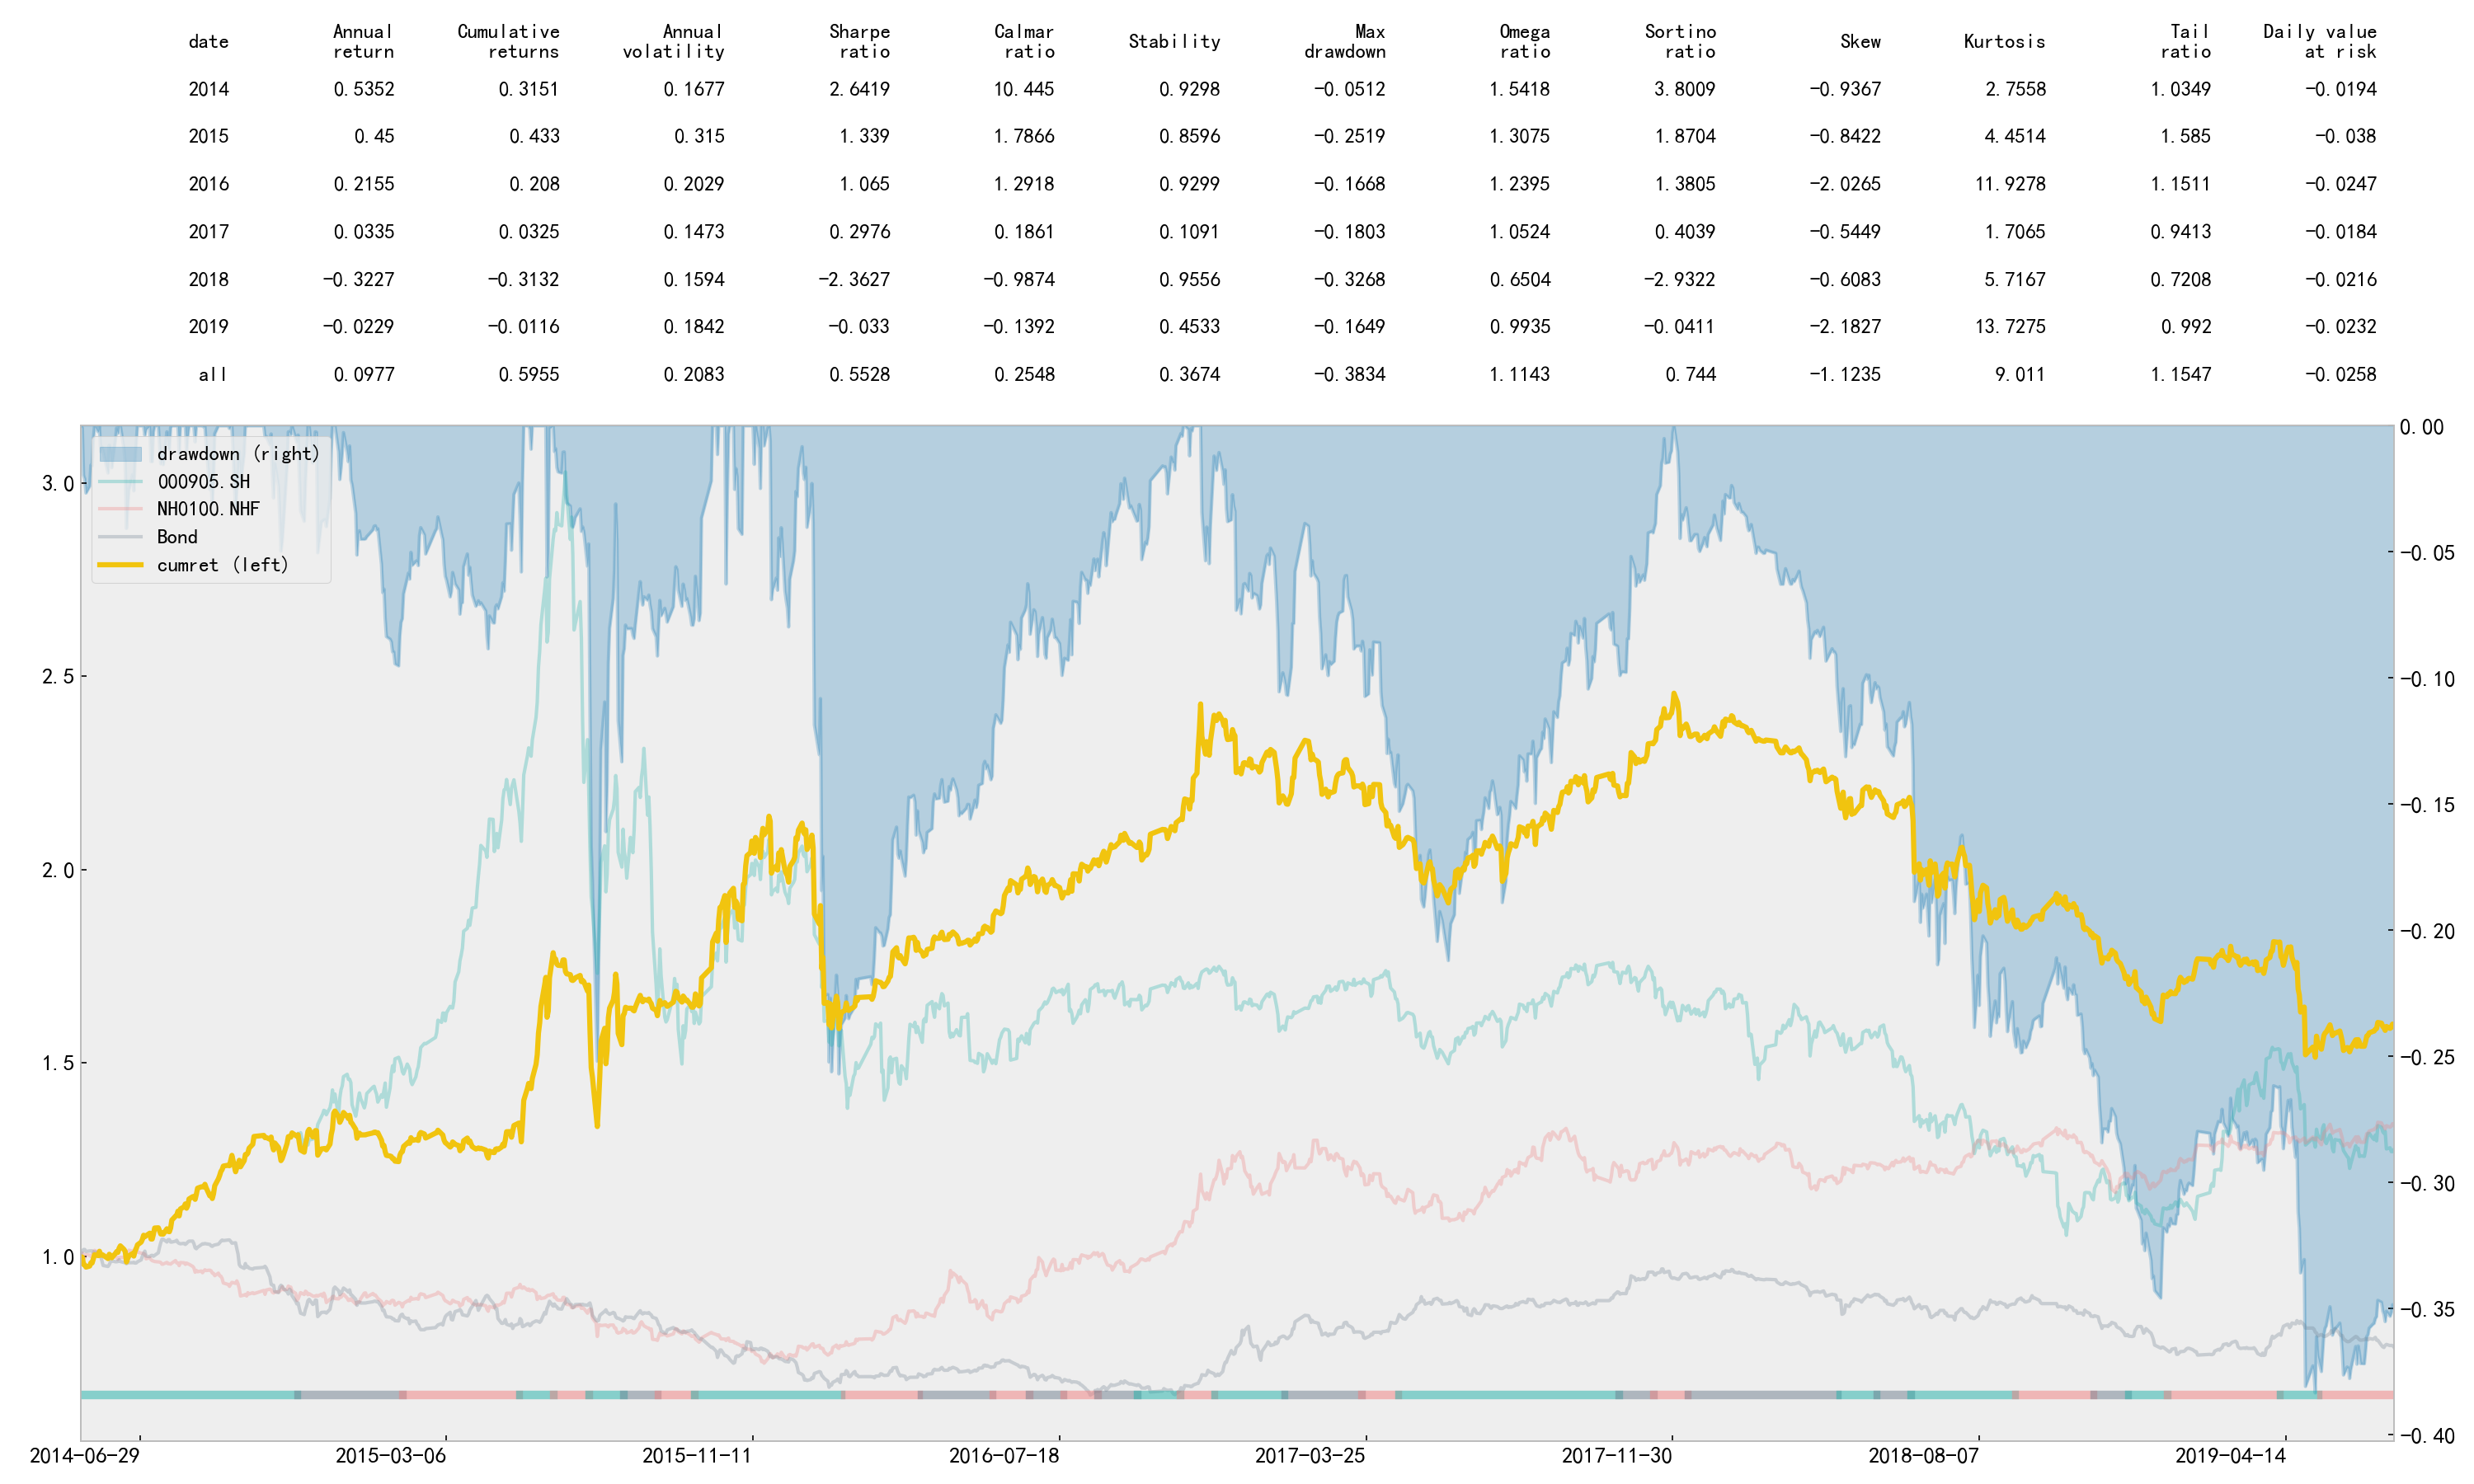 date Annual return Cumulative returns Annual volatility Sharpe ratio Calmar ratio Stability Max drawdown Omega ratio Sortino ratio Skew Kurtosis Tail ratio Daily value at risk
2014 0.5352 0.3151 0.1677 2.6419 10.445 0.9298 -0.0512 1.5418 3.8009 -0.9367 2.7558 1.0349 -0.0194
2015 0.45 0.433 0.315 1.339 1.7866 0.8596 -0.2519 1.3075 1.8704 -0.8422 4.4514 1.585 -0.038
2016 0.2155 0.208 0.2029 1.065 1.2918 0.9299 -0.1668 1.2395 1.3805 -2.0265 11.9278 1.1511 -0.0247
2017 0.0335 0.0325 0.1473 0.2976 0.1861 0.1091 -0.1803 1.0524 0.4039 -0.5449 1.7065 0.9413 -0.0184
2018 -0.3227 -0.3132 0.1594 -2.3627 -0.9874 0.9556 -0.3268 0.6504 -2.9322 -0.6083 5.7167 0.7208 -0.0216
2019 -0.0229 -0.0116 0.1842 -0.033 -0.1392 0.4533 -0.1649 0.9935 -0.0411 -2.1827 13.7275 0.992 -0.0232
all 0.0977 0.5955 0.2083 0.5528 0.2548 0.3674 -0.3834 1.1143 0.744 -1.1235 9.011 1.1547 -0.0258
drawdown (right)
000905.SH
NH0100.NHF
Bond
cumret (left)
3.0
2.5
2.0
1.5
1.0
0.00
-0.05
-0.10
-0.15
-0.20
-0.25
-0.30
-0.35
-0.40
2014-06-29 2015-03-06 2015-11-11 2016-07-18 2017-03-25 2017-11-30 2018-08-07 2019-04-14